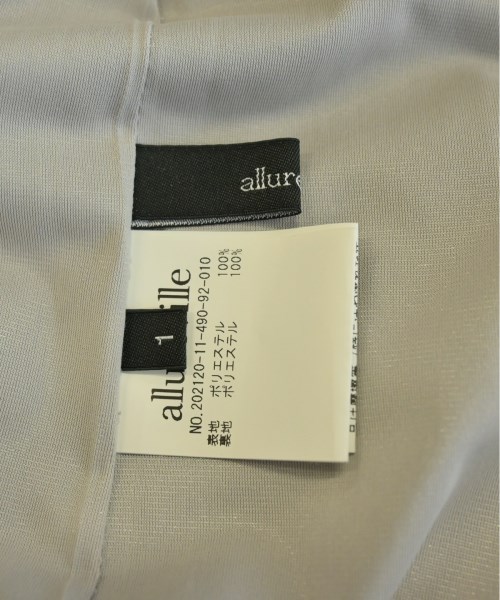 allure
1
allu ille
NO.202120-11-490-92-010
表地 ポリエステル 100%
裏地 ポリエステル 100%